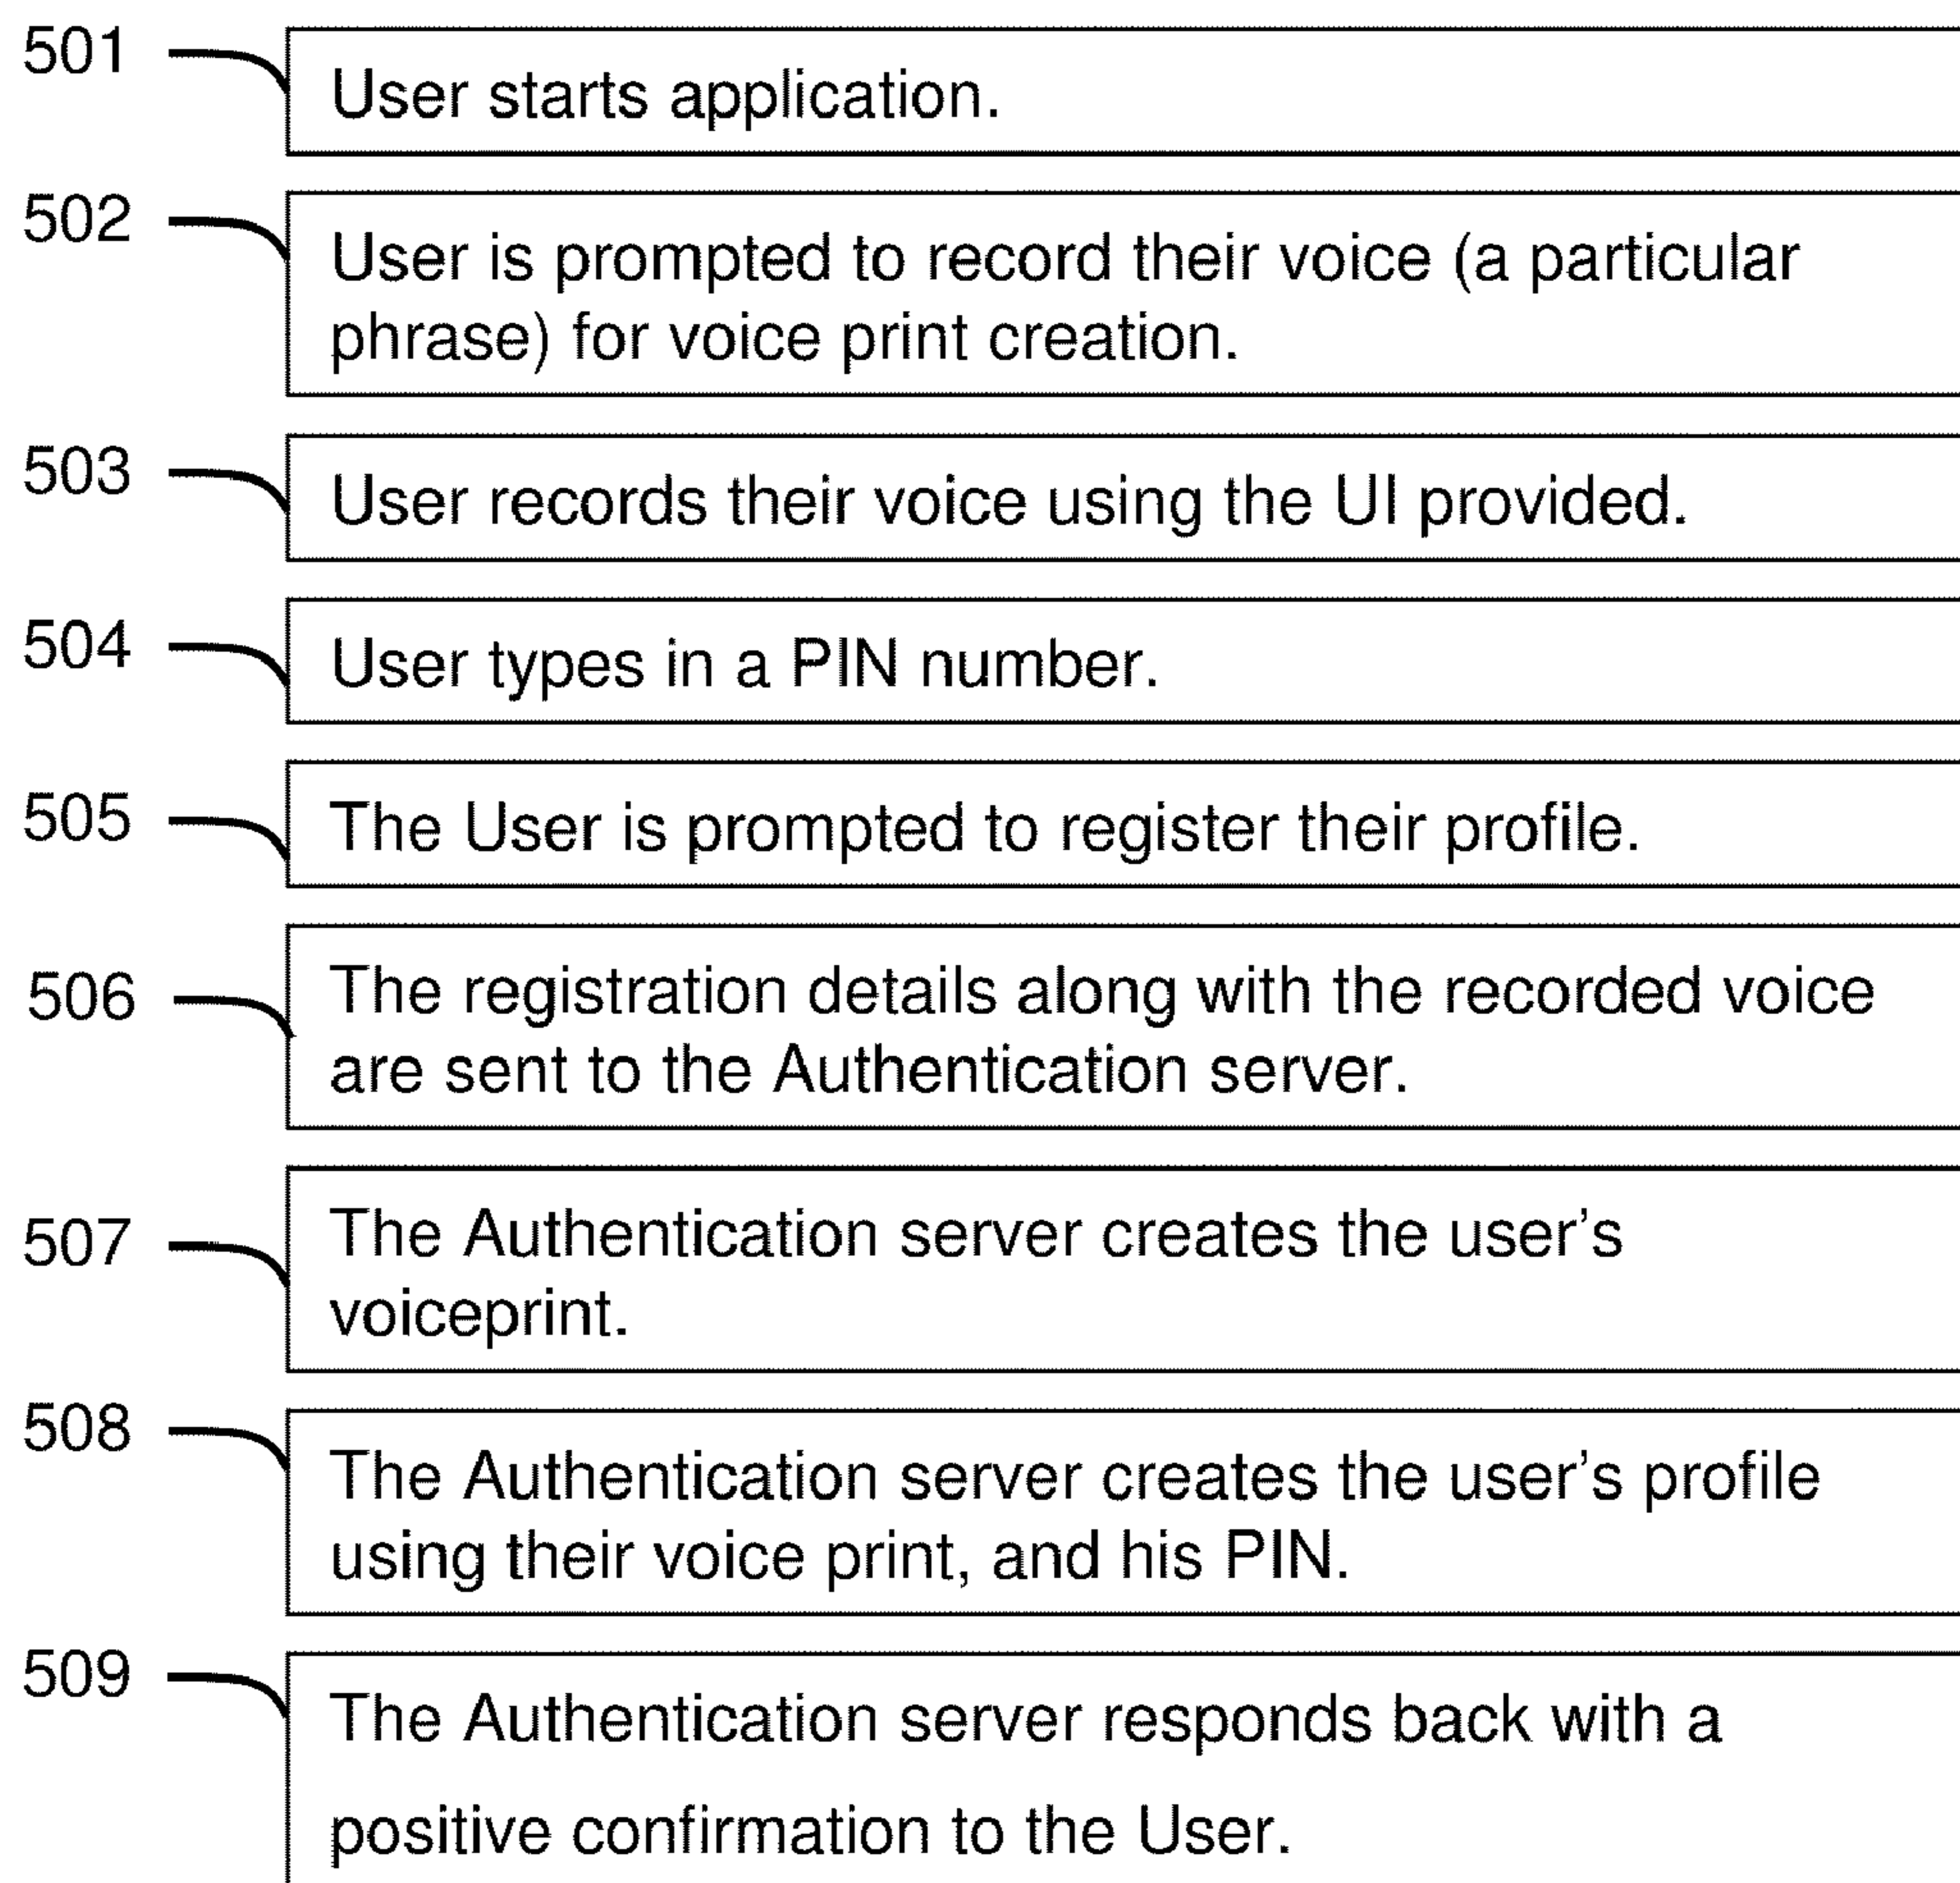 501
User starts application.
502
User is prompted to record their voice (a particular
phrase) for voice print creation.
503
User records their voice using the UI provided.
504
User types in a PIN number.
505
The User is prompted to register their profile.
506
The registration details along with the recorded voice
are sent to the Authentication server.
507
The Authentication server creates the user's
voiceprint.
508
The Authentication server creates the user's profile
using their voice print, and his PIN.
509
The Authentication server responds back with a
positive confirmation to the User.